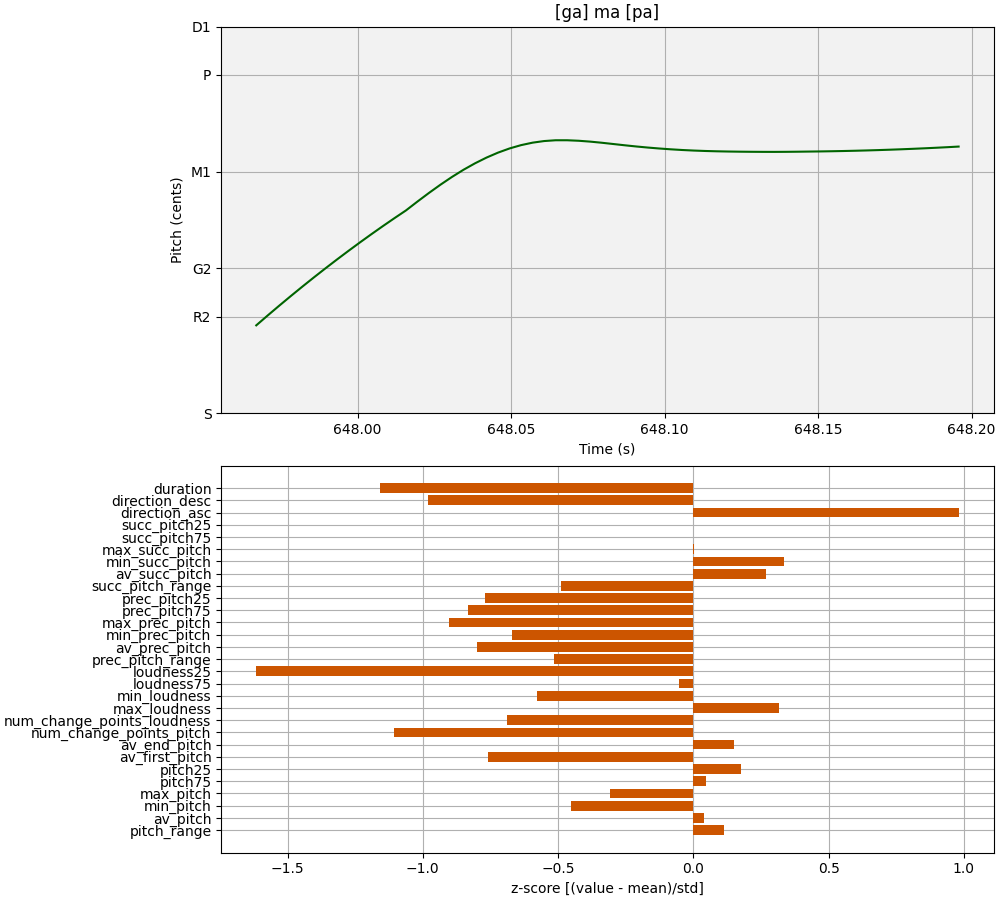 [ga] ma [pa]
D1
P
M1
G2
R2
S
Pitch (cents)
648.00 648.05 648.10 648.15 648.20
Time (s)
duration
direction_desc
direction_asc
succ_pitch25
succ_pitch75
max_succ_pitch
min_succ_pitch
av_succ_pitch
succ_pitch_range
prec_pitch25
prec_pitch75
max_prec_pitch
min_prec_pitch
av_prec_pitch
prec_pitch_range
loudness25
loudness75
min_loudness
max_loudness
num_change_points_loudness
num_change_points_pitch
av_end_pitch
av_first_pitch
pitch25
pitch75
max_pitch
min_pitch
av_pitch
pitch_range
−1.5 −1.0 −0.5 0.0 0.5 1.0
z-score [(value - mean)/std]